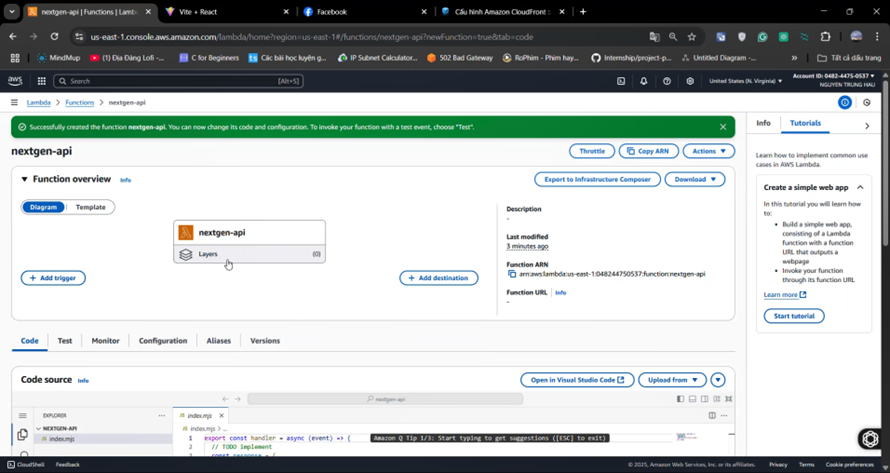 nextgen-api | Functions | Lamb
Vite + React
Facebook
Cấu hình Amazon CloudFront ::
us-east-1.console.aws.amazon.com/lambda/home?region=us-east-1#/functions/nextgen-api?newFunction=true&tab=code
MindMup
(1) Địa Đàng Lofi -...
C for Beginners
Các bài học luyện g...
IP Subnet Calculator...
502 Bad Gateway
RoPhim - Phim hay...
Internship/project-...
Untitled Diagram -...
Tất cả dấu trang
aws
Search
[Alt+S]
United States (N. Virginia)
Account ID: 0482-4475-0537
NGUYEN TRUNG HAU
Lambda
Functions
nextgen-api
Successfully created the function nextgen-api. You can now change its code and configuration. To invoke your function with a test event, choose "Test".
nextgen-api
Throttle
Copy ARN
Actions
Function overview
Info
Export to Infrastructure Composer
Download
Diagram
Template
nextgen-api
Layers
(0)
+ Add trigger
+ Add destination
Description
-
Last modified
3 minutes ago
Function ARN
arn:aws:lambda:us-east-1:048244750537:function:nextgen-api
Function URL
Info
-
Code
Test
Monitor
Configuration
Aliases
Versions
Code source
Info
Open in Visual Studio Code
Upload from
nextgen-api
EXPLORER
NEXTGEN-API
index.mjs
index.mjs
index.mjs > ...
1 export const handler = async (event) => {
Amazon Q Tip 1/3: Start typing to get suggestions ([ESC] to exit)
2 // TODO implement
3 const response = {
Info
Tutorials
Learn how to implement common use cases in AWS Lambda.
Create a simple web app
In this tutorial you will learn how to:
• Build a simple web app, consisting of a Lambda function with a function URL that outputs a webpage
• Invoke your function through its function URL
Learn more
Start tutorial
CloudShell
Feedback
© 2025, Amazon Web Services, Inc. or its affiliates.
Privacy
Terms
Cookie preferences